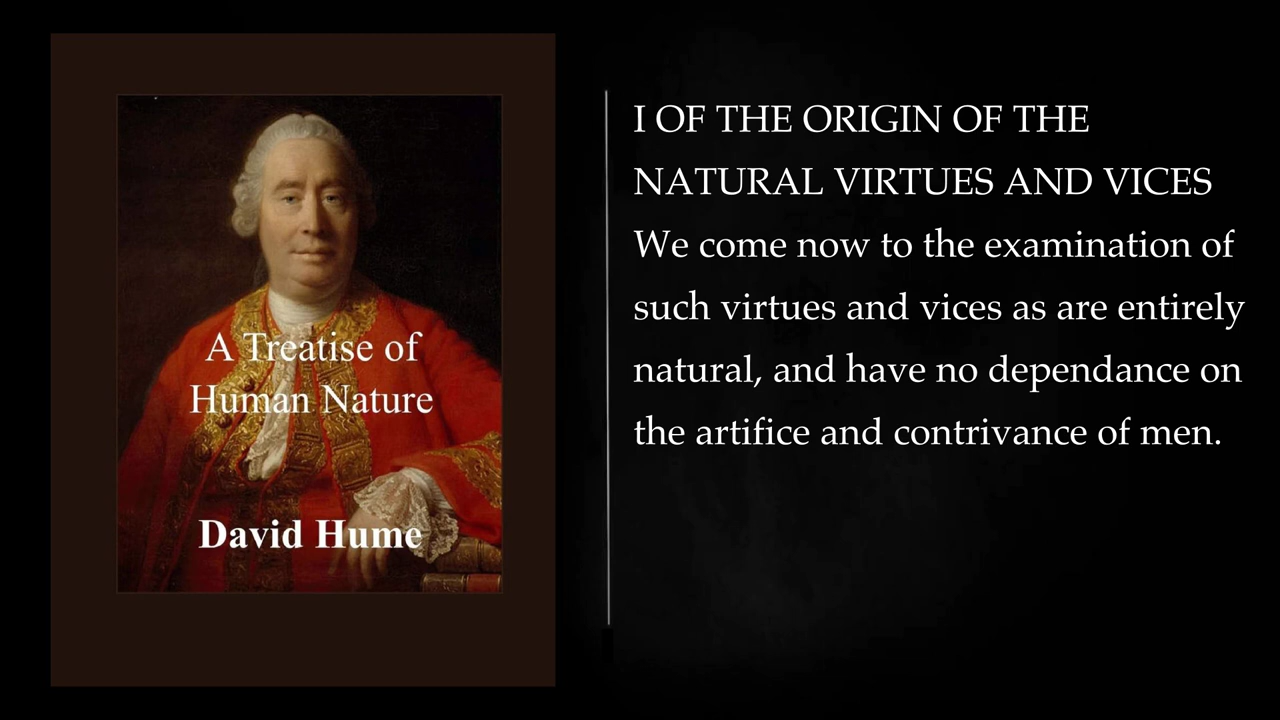 A Treatise of
Human Nature
David Hume
I OF THE ORIGIN OF THE
NATURAL VIRTUES AND VICES
We come now to the examination of
such virtues and vices as are entirely
natural, and have no dependance on
the artifice and contrivance of men.